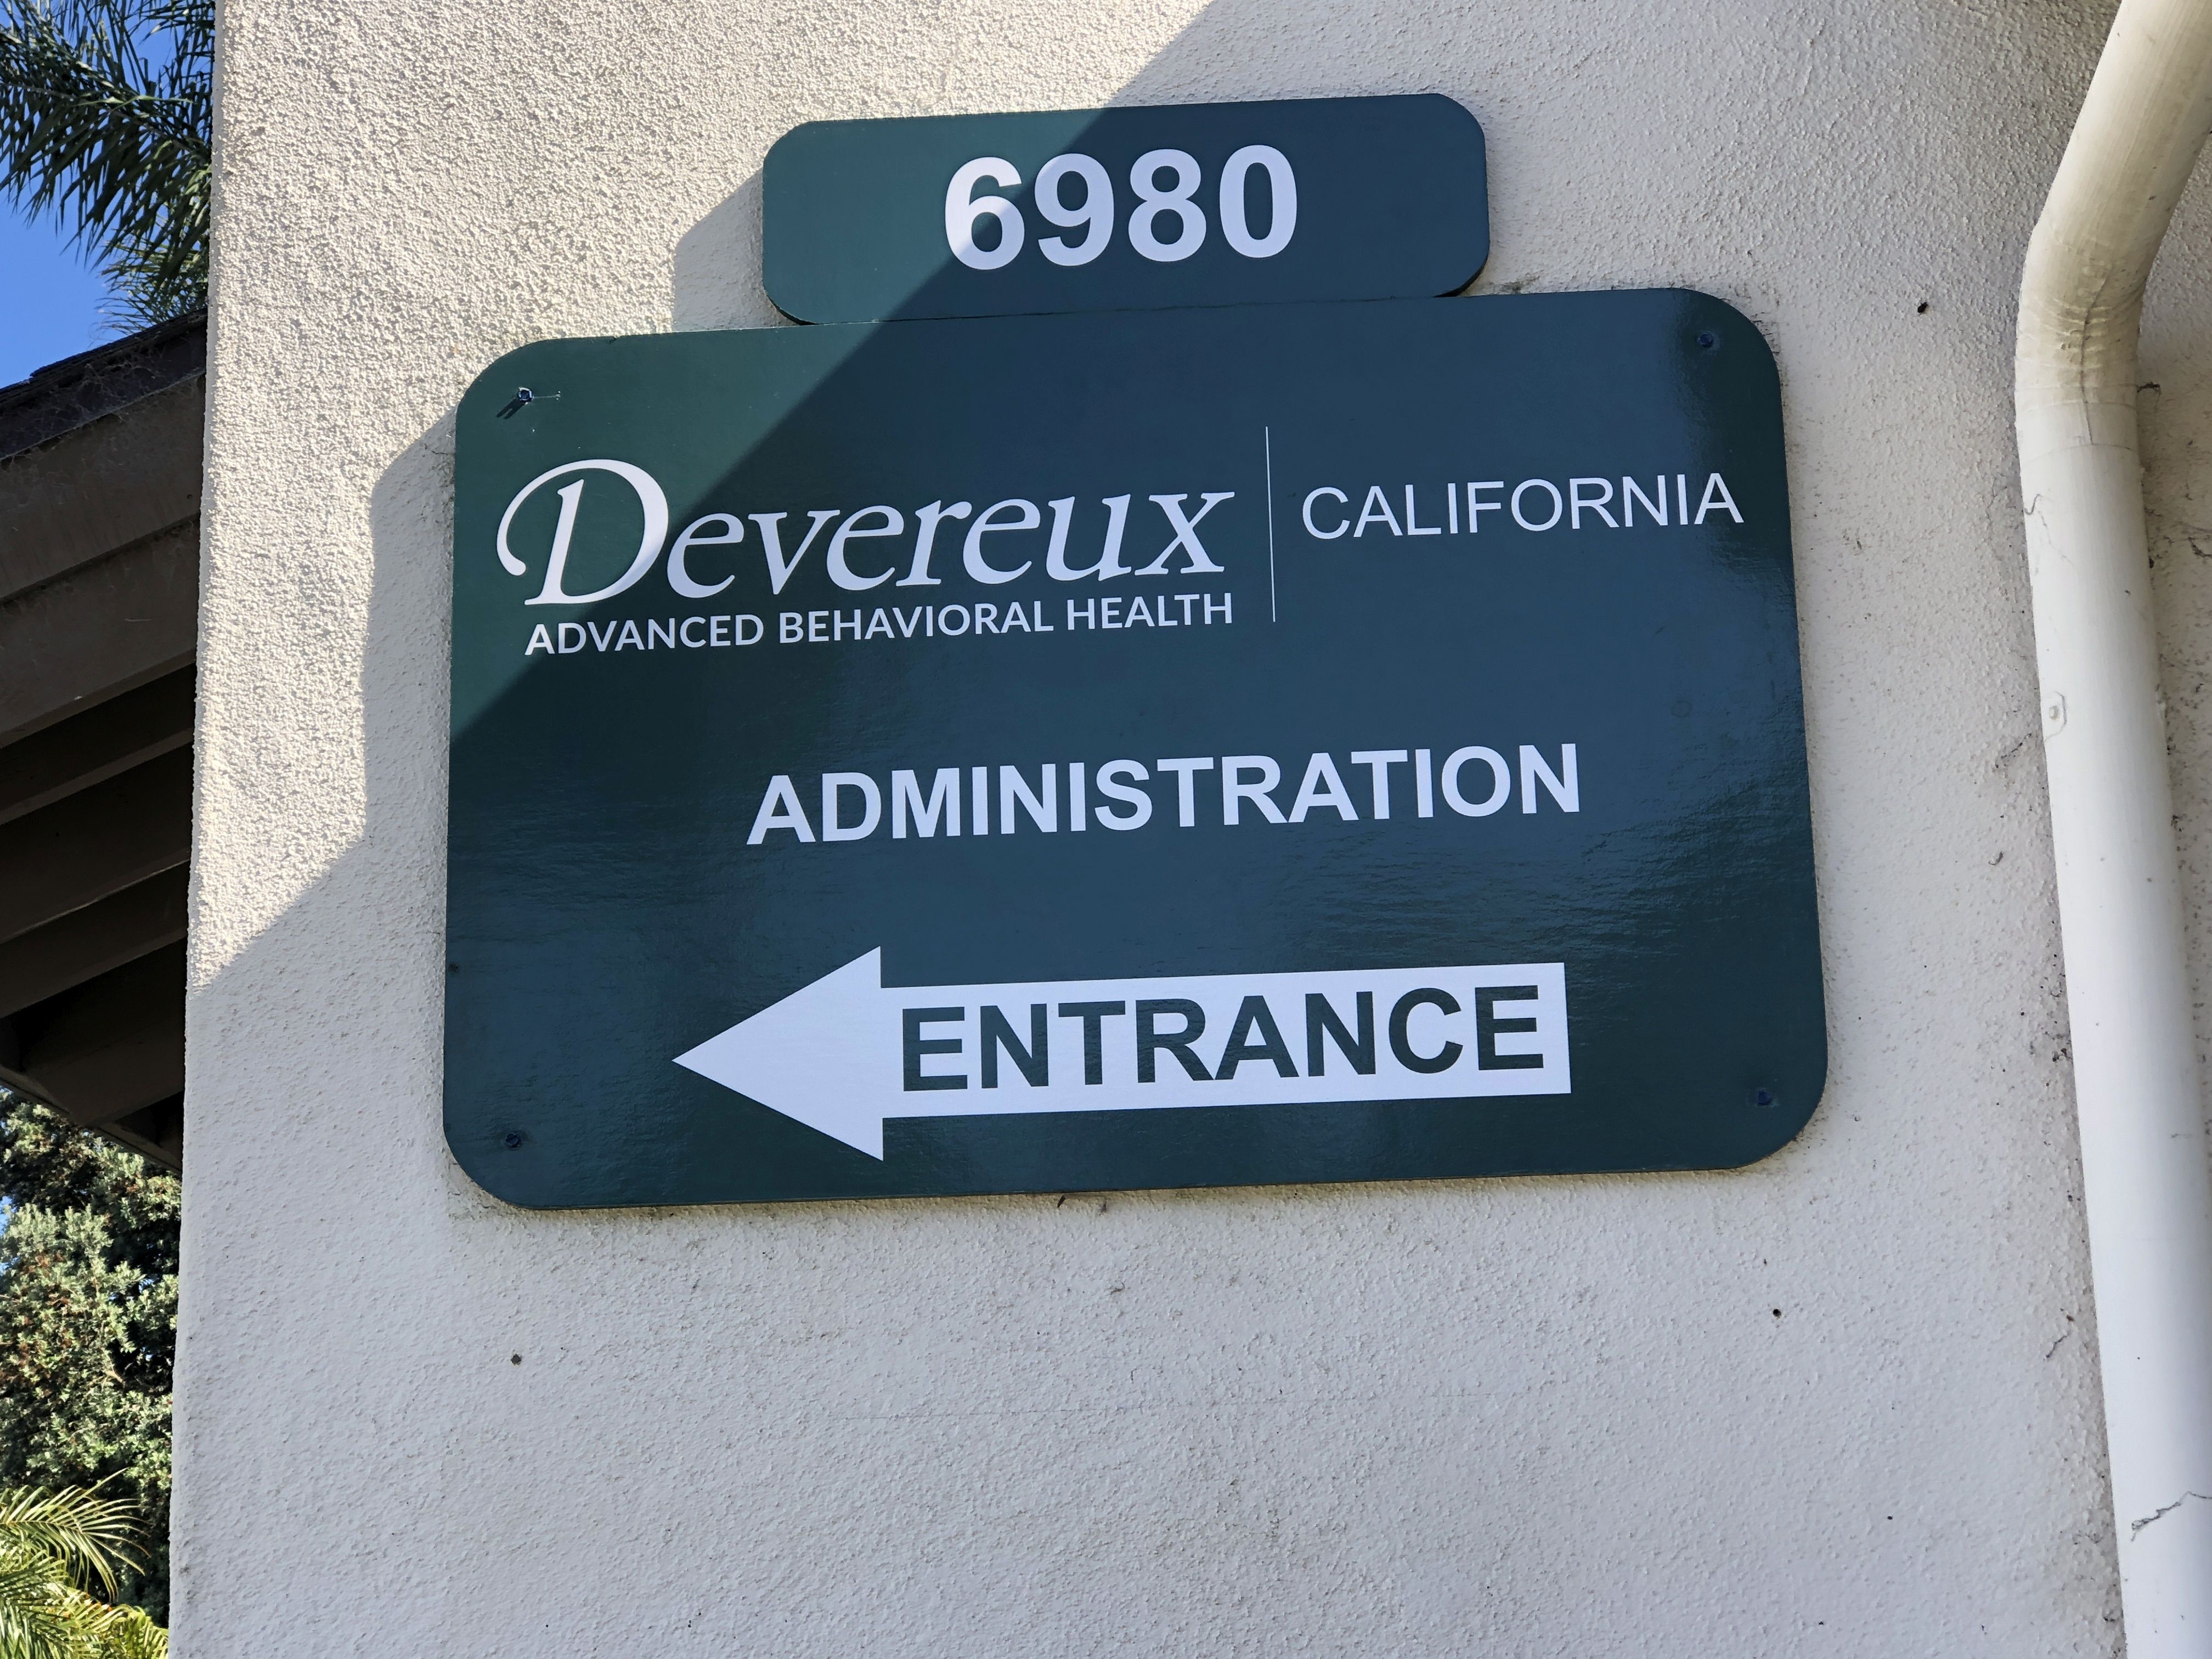 6980
Devereux
ADVANCED BEHAVIORAL HEALTH
CALIFORNIA
ADMINISTRATION
ENTRANCE